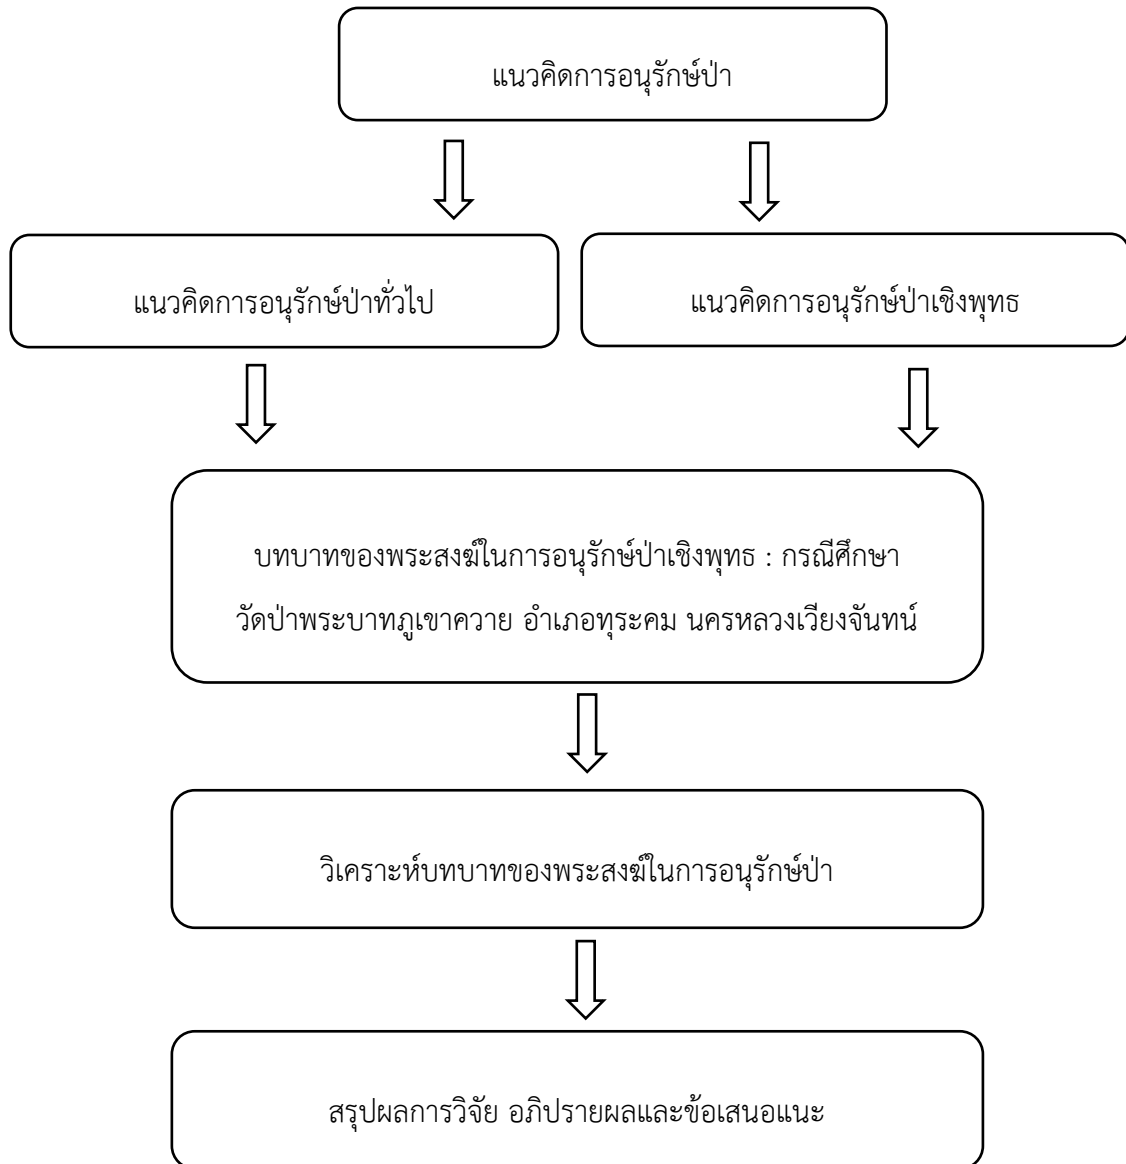 แนวคิดการอนุรักษ์ป่า
แนวคิดการอนุรักษ์ป่าทั่วไป
แนวคิดการอนุรักษ์ป่าเชิงพุทธ
บทบาทของพระสงฆ์ในการอนุรักษ์ป่าเชิงพุทธ : กรณีศึกษา
วัดป่าพระบาทภูเขาควาย อำเภอทุระคม นครหลวงเวียงจันทน์
วิเคราะห์บทบาทของพระสงฆ์ในการอนุรักษ์ป่า
สรุปผลการวิจัย อภิปรายผลและข้อเสนอแนะ